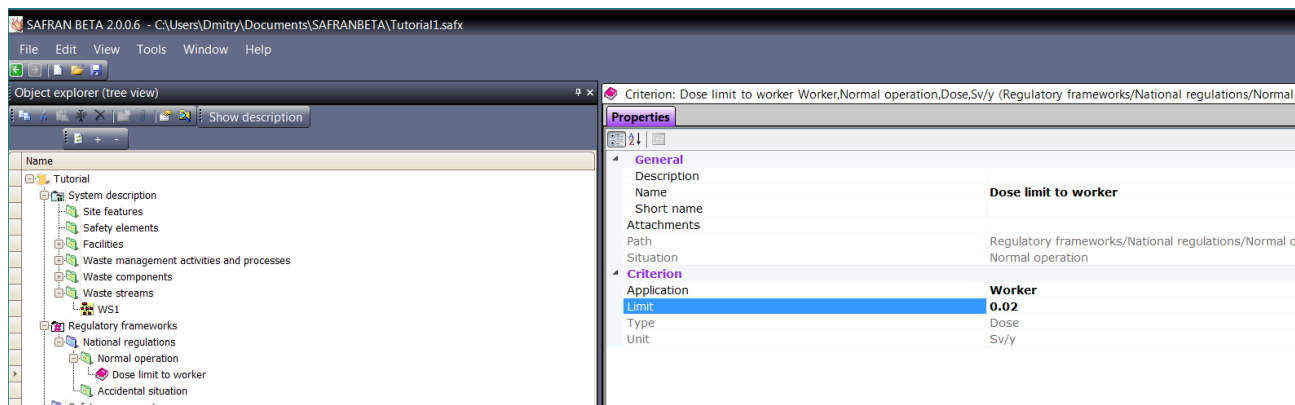 SAFRAN BETA 2.0.0.6 - C:\Users\Dmitry\Documents\SAFRANBETA\Tutorial1.safx
File Edit View Tools Window Help
Object explorer (tree view)
Show description
Name
Tutorial
System description
Site features
Safety elements
Facilities
Waste management activities and processes
Waste components
Waste streams
WS1
Regulatory frameworks
National regulations
Normal operation
Dose limit to worker
Accidental situation
Criterion: Dose limit to worker Worker,Normal operation,Dose,Sv/y (Regulatory frameworks/National regulations/Normal
Properties
General
Description
Name Dose limit to worker
Short name
Attachments
Path Regulatory frameworks/National regulations/Normal o
Situation Normal operation
Criterion
Application Worker
Limit 0.02
Type Dose
Unit Sv/y